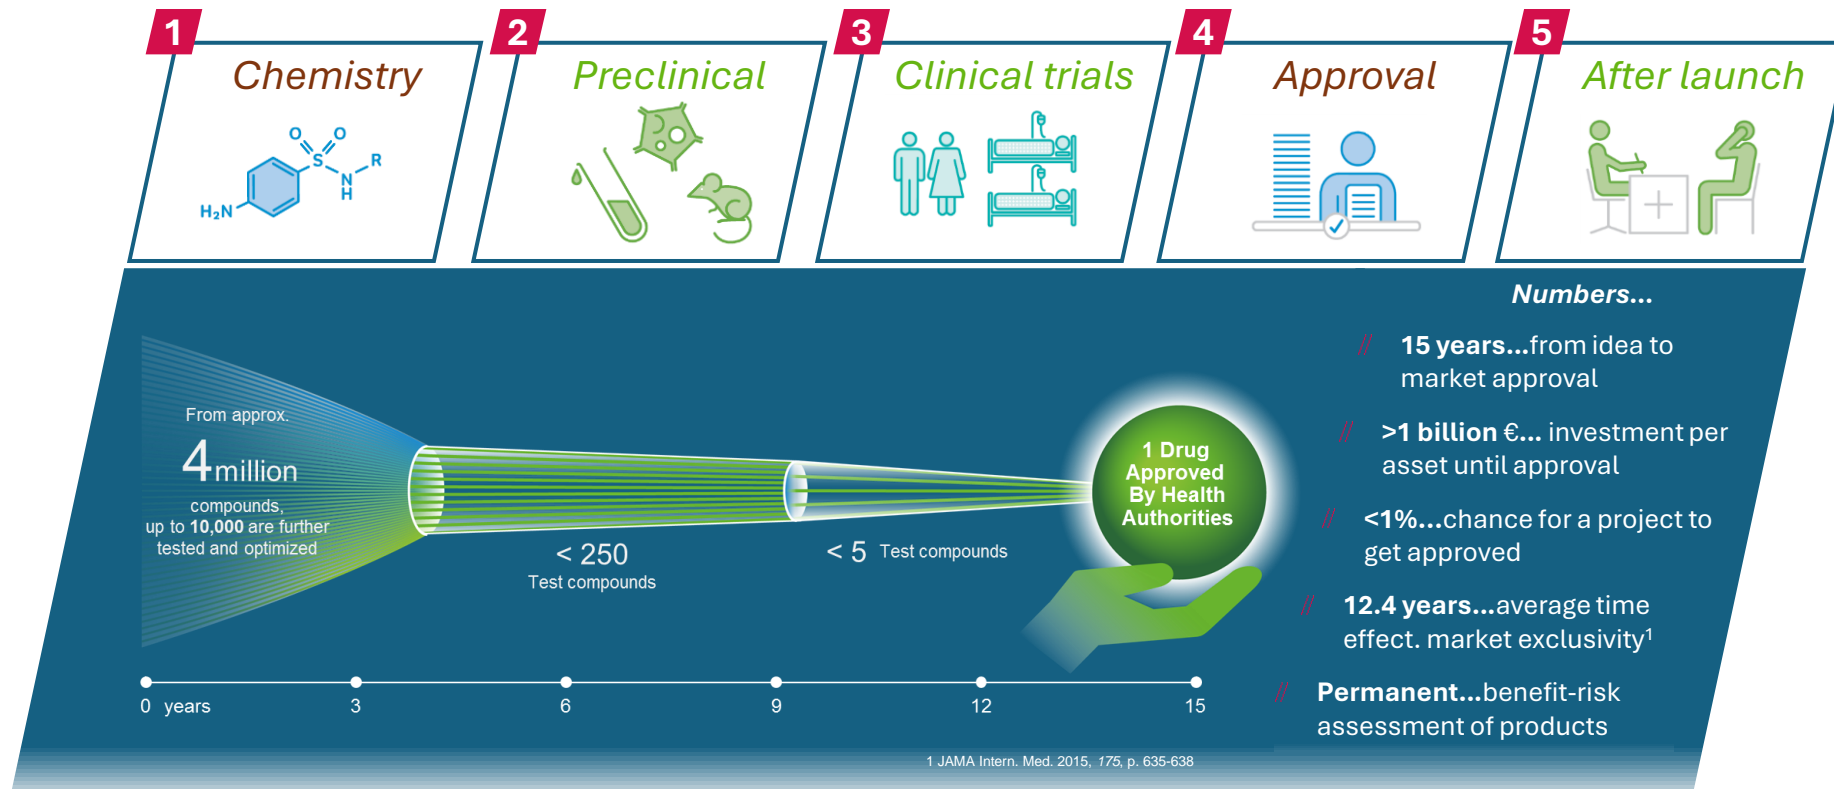 1
Chemistry
O O
S
N
H
R
H₂N
2
Preclinical
3
Clinical trials
4
Approval
5
After launch
From approx.
4 million
compounds,
up to 10,000 are further
tested and optimized
< 250
Test compounds
< 5 Test compounds
1 Drug
Approved
By Health
Authorities
0 years 3 6 9 12 15
Numbers...
// 15 years...from idea to
market approval
// >1 billion €... investment per
asset until approval
// <1%...chance for a project to
get approved
// 12.4 years...average time
effect. market exclusivity¹
// Permanent...benefit-risk
assessment of products
1 JAMA Intern. Med. 2015, 175, p. 635-638